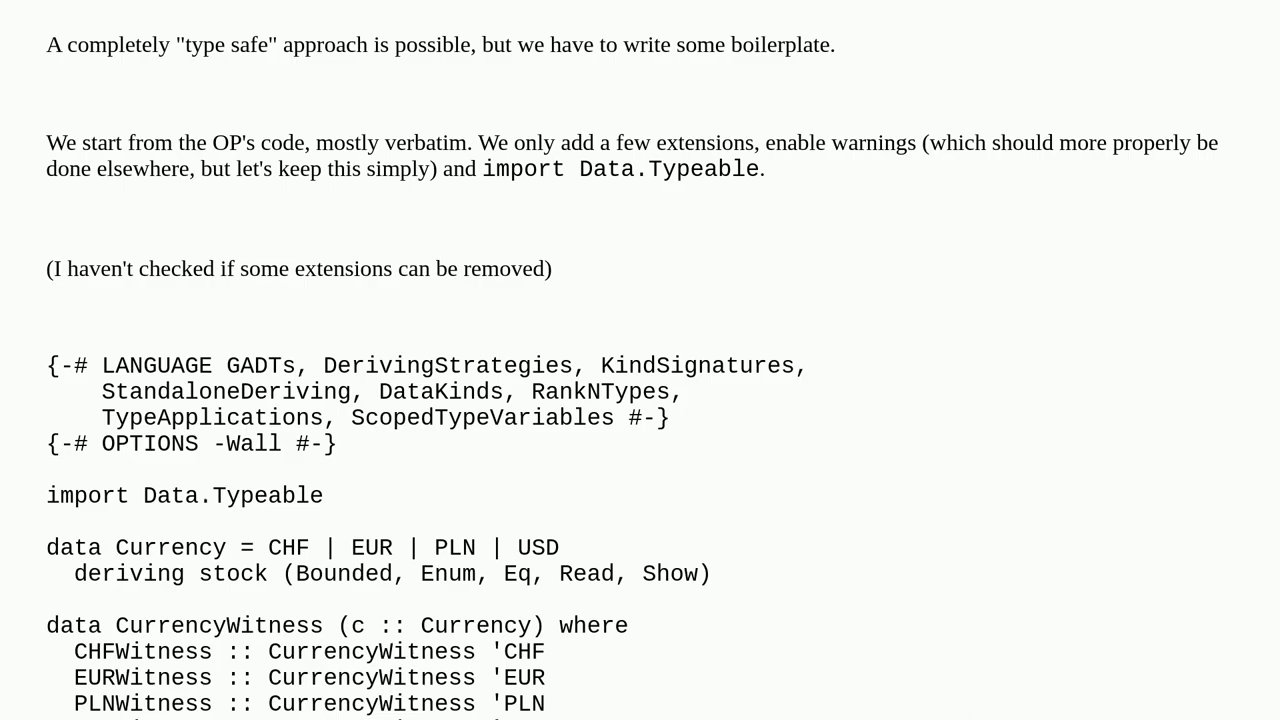 A completely "type safe" approach is possible, but we have to write some boilerplate.
We start from the OP's code, mostly verbatim. We only add a few extensions, enable warnings (which should more properly be
done elsewhere, but let's keep this simply) and import Data.Typeable.
(I haven't checked if some extensions can be removed)
{-# LANGUAGE GADTs, DerivingStrategies, KindSignatures,
    StandaloneDeriving, DataKinds, RankNTypes,
    TypeApplications, ScopedTypeVariables #-}
{-# OPTIONS -Wall #-}
import Data.Typeable
data Currency = CHF | EUR | PLN | USD
  deriving stock (Bounded, Enum, Eq, Read, Show)
data CurrencyWitness (c :: Currency) where
  CHFWitness :: CurrencyWitness 'CHF
  EURWitness :: CurrencyWitness 'EUR
  PLNWitness :: CurrencyWitness 'PLN